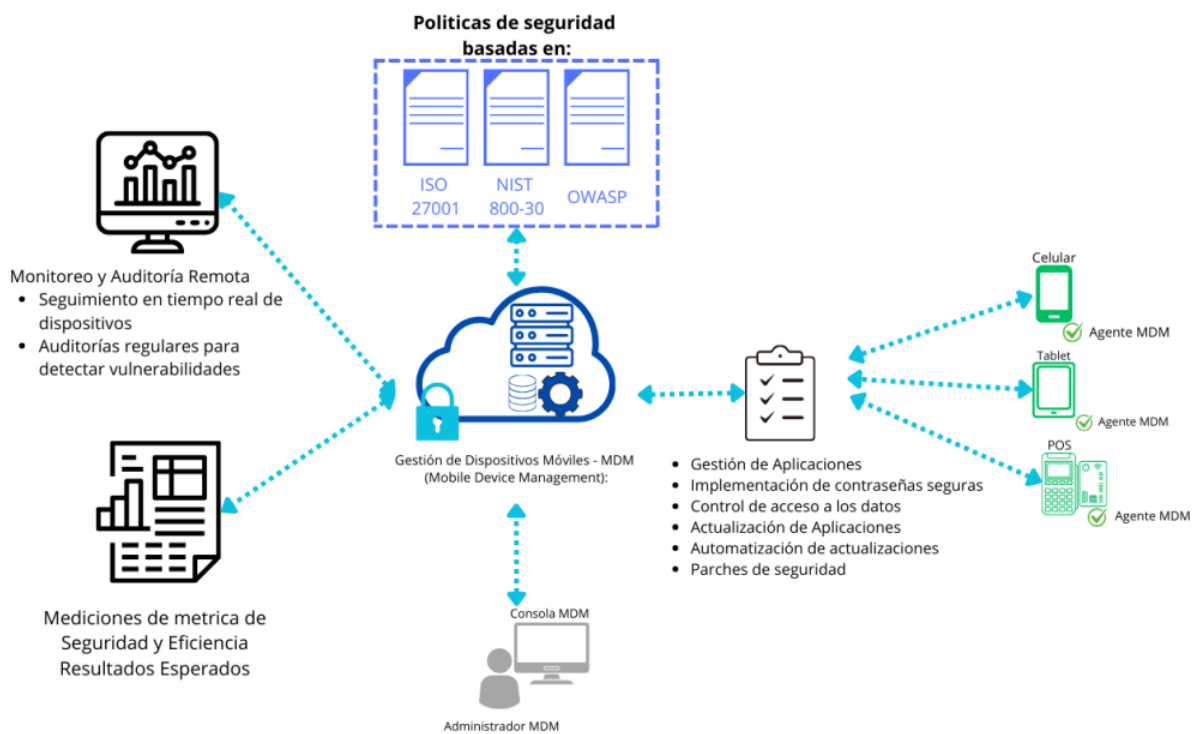 Politicas de seguridad
basadas en:
ISO
27001
NIST
800-30
OWASP
Monitoreo y Auditoría Remota
• Seguimiento en tiempo real de
dispositivos
• Auditorías regulares para
detectar vulnerabilidades
Gestión de Dispositivos Móviles - MDM
(Mobile Device Management):
• Gestión de Aplicaciones
• Implementación de contraseñas seguras
• Control de acceso a los datos
• Actualización de Aplicaciones
• Automatización de actualizaciones
• Parches de seguridad
Celular
Agente MDM
Tablet
Agente MDM
POS
Agente MDM
Mediciones de metrica de
Seguridad y Eficiencia
Resultados Esperados
Consola MDM
Administrador MDM